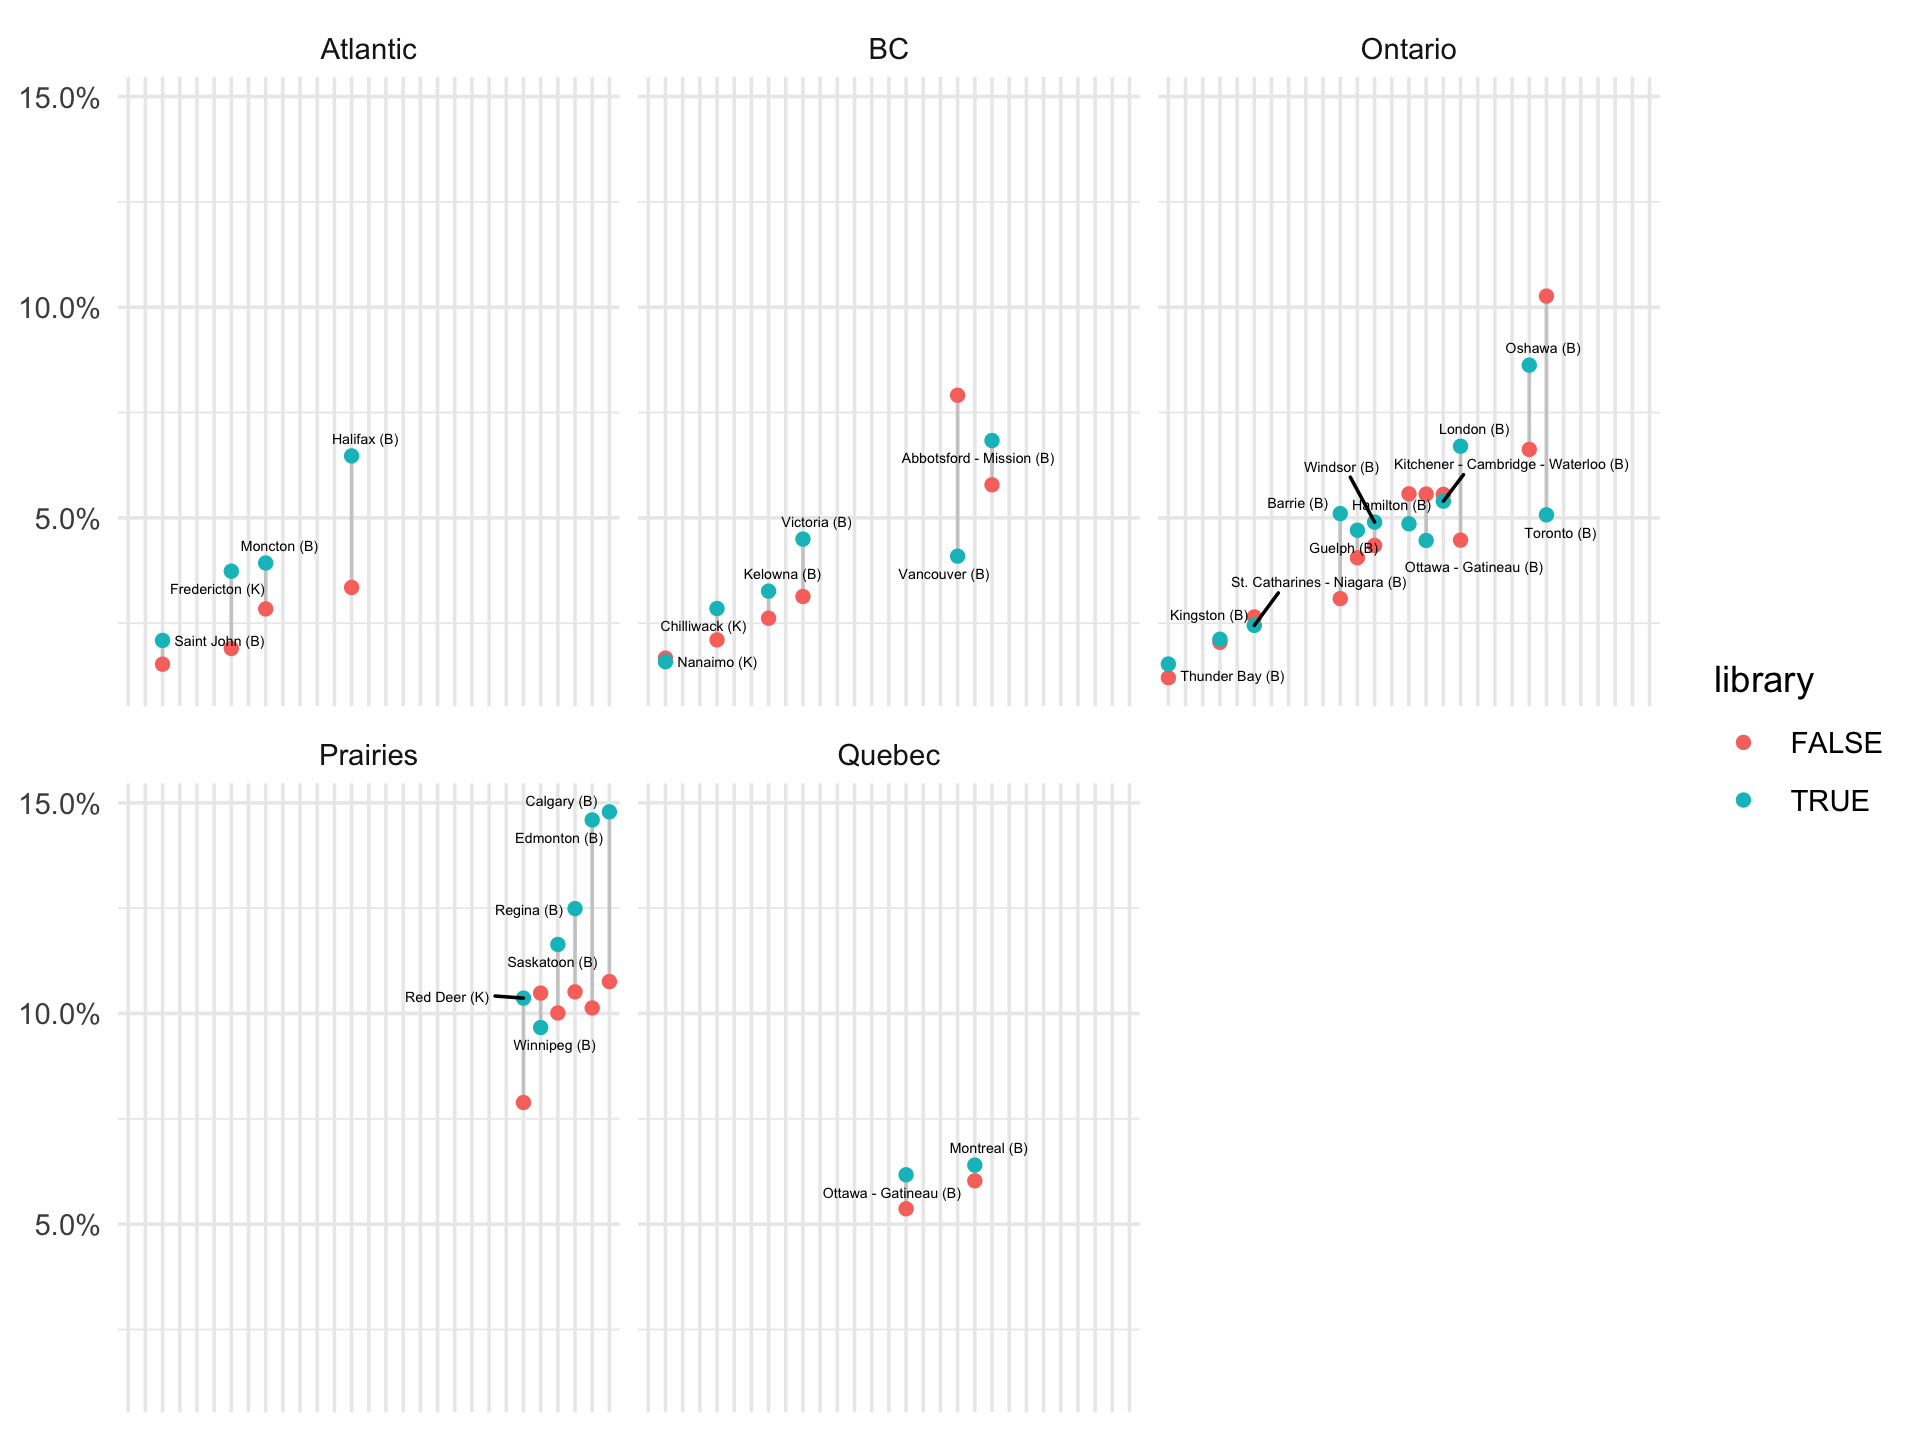 Atlantic
BC
Ontario
15.0%
10.0%
5.0%
Halifax (B)
Moncton (B)
Fredericton (K)
Saint John (B)
Victoria (B)
Kelowna (B)
Chilliwack (K)
Nanaimo (K)
Abbotsford - Mission (B)
Vancouver (B)
Oshawa (B)
London (B)
Kitchener - Cambridge - Waterloo (B)
Windsor (B)
Barrie (B)
Hamilton (B)
Toronto (B)
Guelph (B)
Ottawa - Gatineau (B)
St. Catharines - Niagara (B)
Kingston (B)
Thunder Bay (B)
library
FALSE
TRUE
Prairies
Quebec
15.0%
10.0%
5.0%
Calgary (B)
Edmonton (B)
Regina (B)
Saskatoon (B)
Red Deer (K)
Winnipeg (B)
Montreal (B)
Ottawa - Gatineau (B)